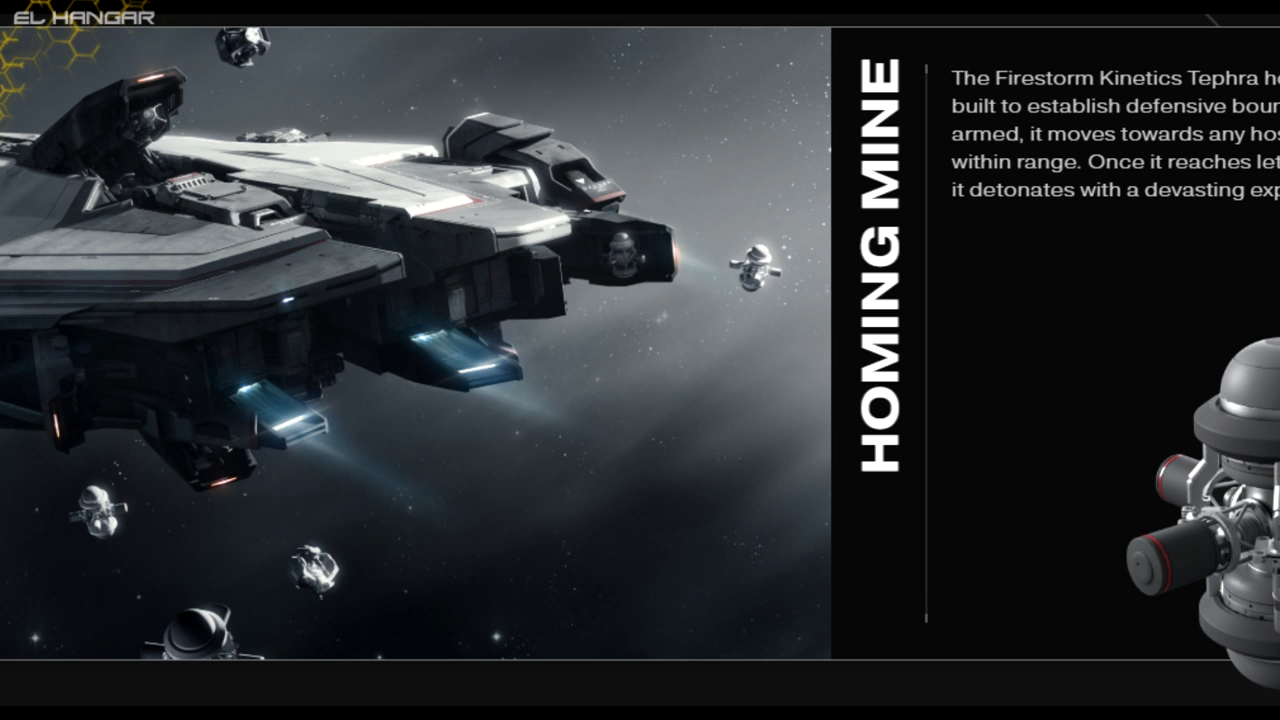 EL HANGAR
HOMING MINE
The Firestorm Kinetics Tephra
built to establish defensive
armed, it moves towards any
within range. Once it reaches
it detonates with a devasting